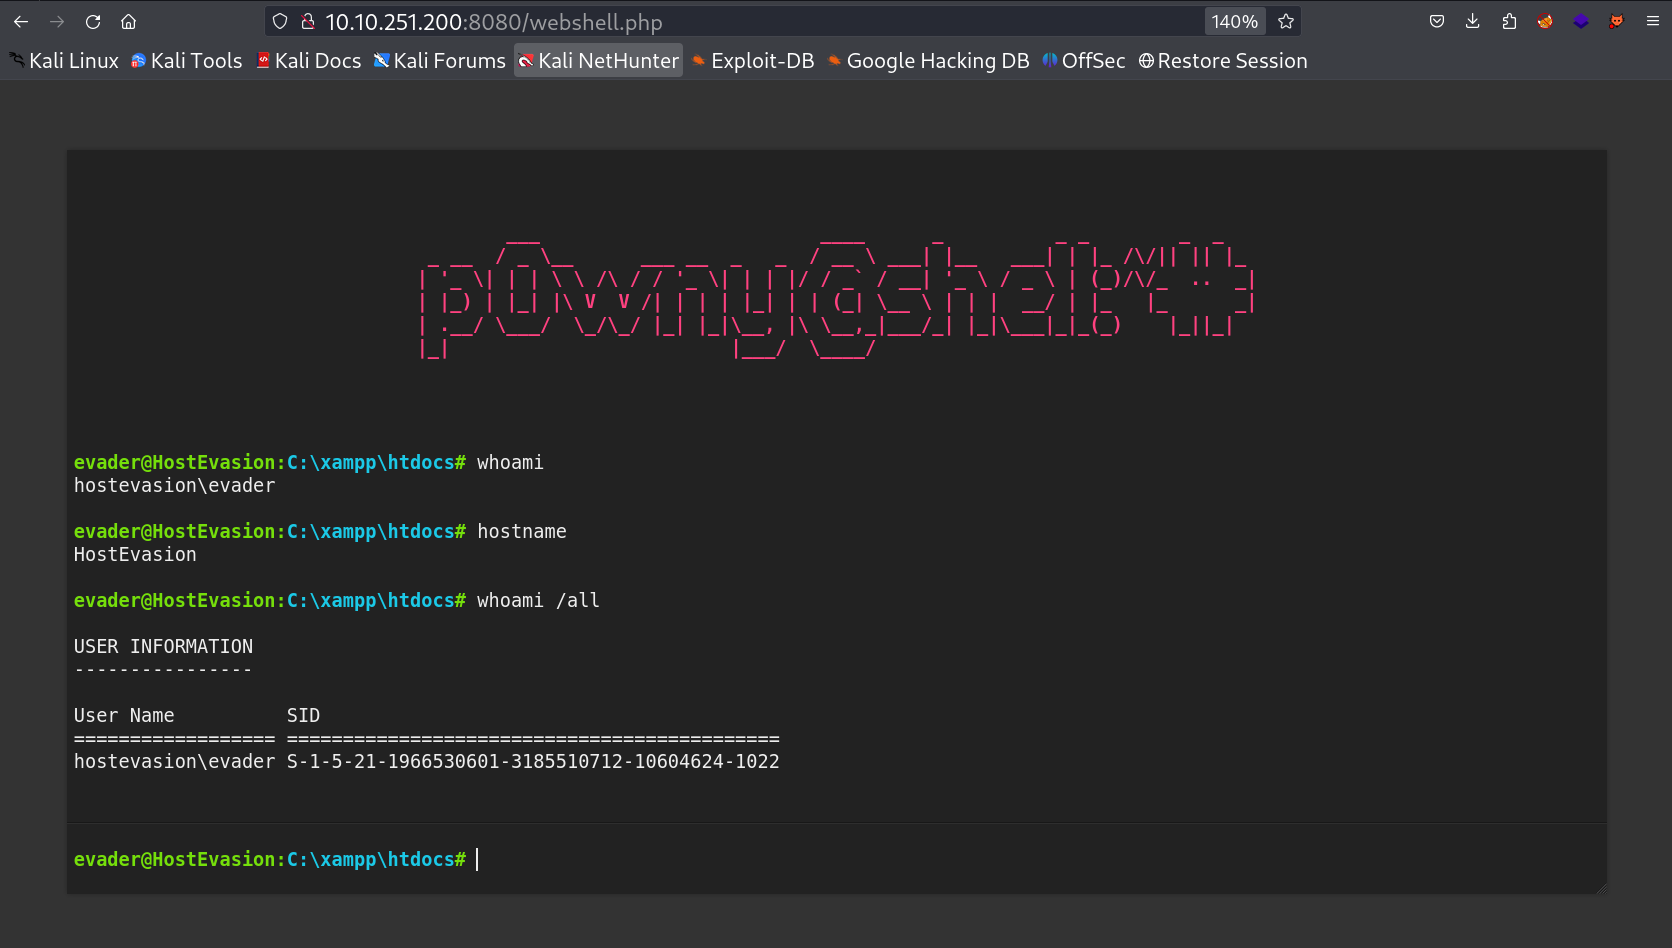 10.10.251.200:8080/webshell.php
140%
Kali Linux Kali Tools Kali Docs Kali Forums Kali NetHunter Exploit-DB Google Hacking DB OffSec Restore Session
p0wny@shell:~#
evader@HostEvasion:C:\xampp\htdocs# whoami
hostevasion\evader
evader@HostEvasion:C:\xampp\htdocs# hostname
HostEvasion
evader@HostEvasion:C:\xampp\htdocs# whoami /all
USER INFORMATION
----------------
User Name          SID
================== ============================================
hostevasion\evader S-1-5-21-1966530601-3185510712-10604624-1022
evader@HostEvasion:C:\xampp\htdocs#